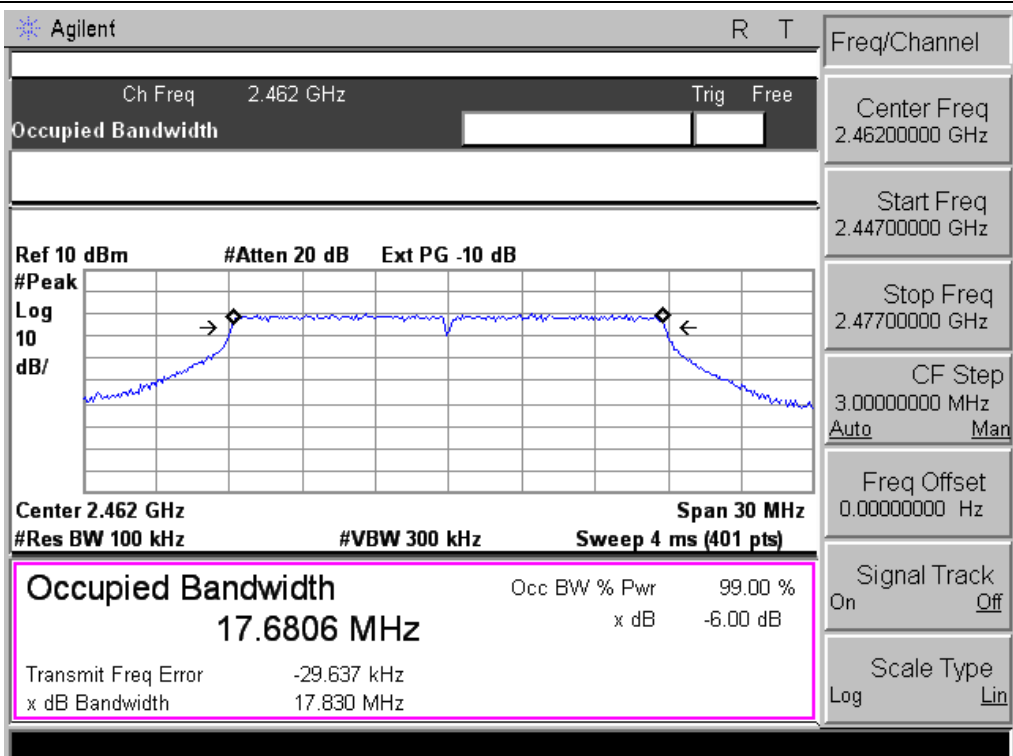 Agilent R T
Ch Freq 2.462 GHz Trig Free
Occupied Bandwidth
Ref 10 dBm #Atten 20 dB Ext PG -10 dB
#Peak
Log
10
dB/
Center 2.462 GHz Span 30 MHz
#Res BW 100 kHz #VBW 300 kHz Sweep 4 ms (401 pts)
Occupied Bandwidth Occ BW % Pwr 99.00 %
17.6806 MHz x dB -6.00 dB
Transmit Freq Error -29.637 kHz
x dB Bandwidth 17.830 MHz
Freq/Channel
Center Freq
2.46200000 GHz
Start Freq
2.44700000 GHz
Stop Freq
2.47700000 GHz
CF Step
3.00000000 MHz
Auto Man
Freq Offset
0.00000000 Hz
Signal Track
On Off
Scale Type
Log Lin